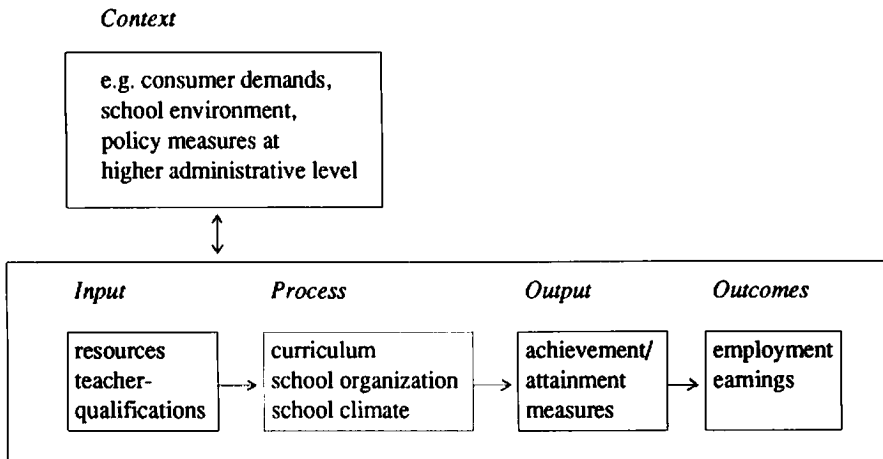 Context
e.g. consumer demands,
school environment,
policy measures at
higher administrative level
Input
Process
Output
Outcomes
resources
teacher-
qualifications
curriculum
school organization
school climate
achievement/
attainment
measures
employment
earnings